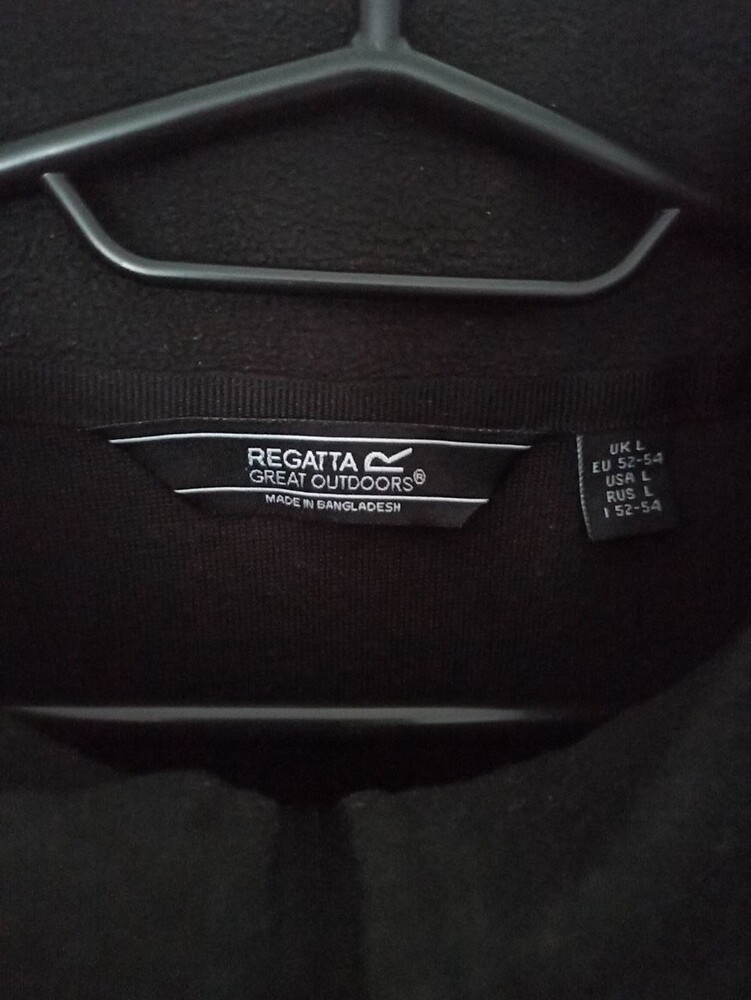 REGATTA
GREAT OUTDOORS®
MADE IN BANGLADESH
UK L
EU 52-54
USA L
RUS L
I 52-54